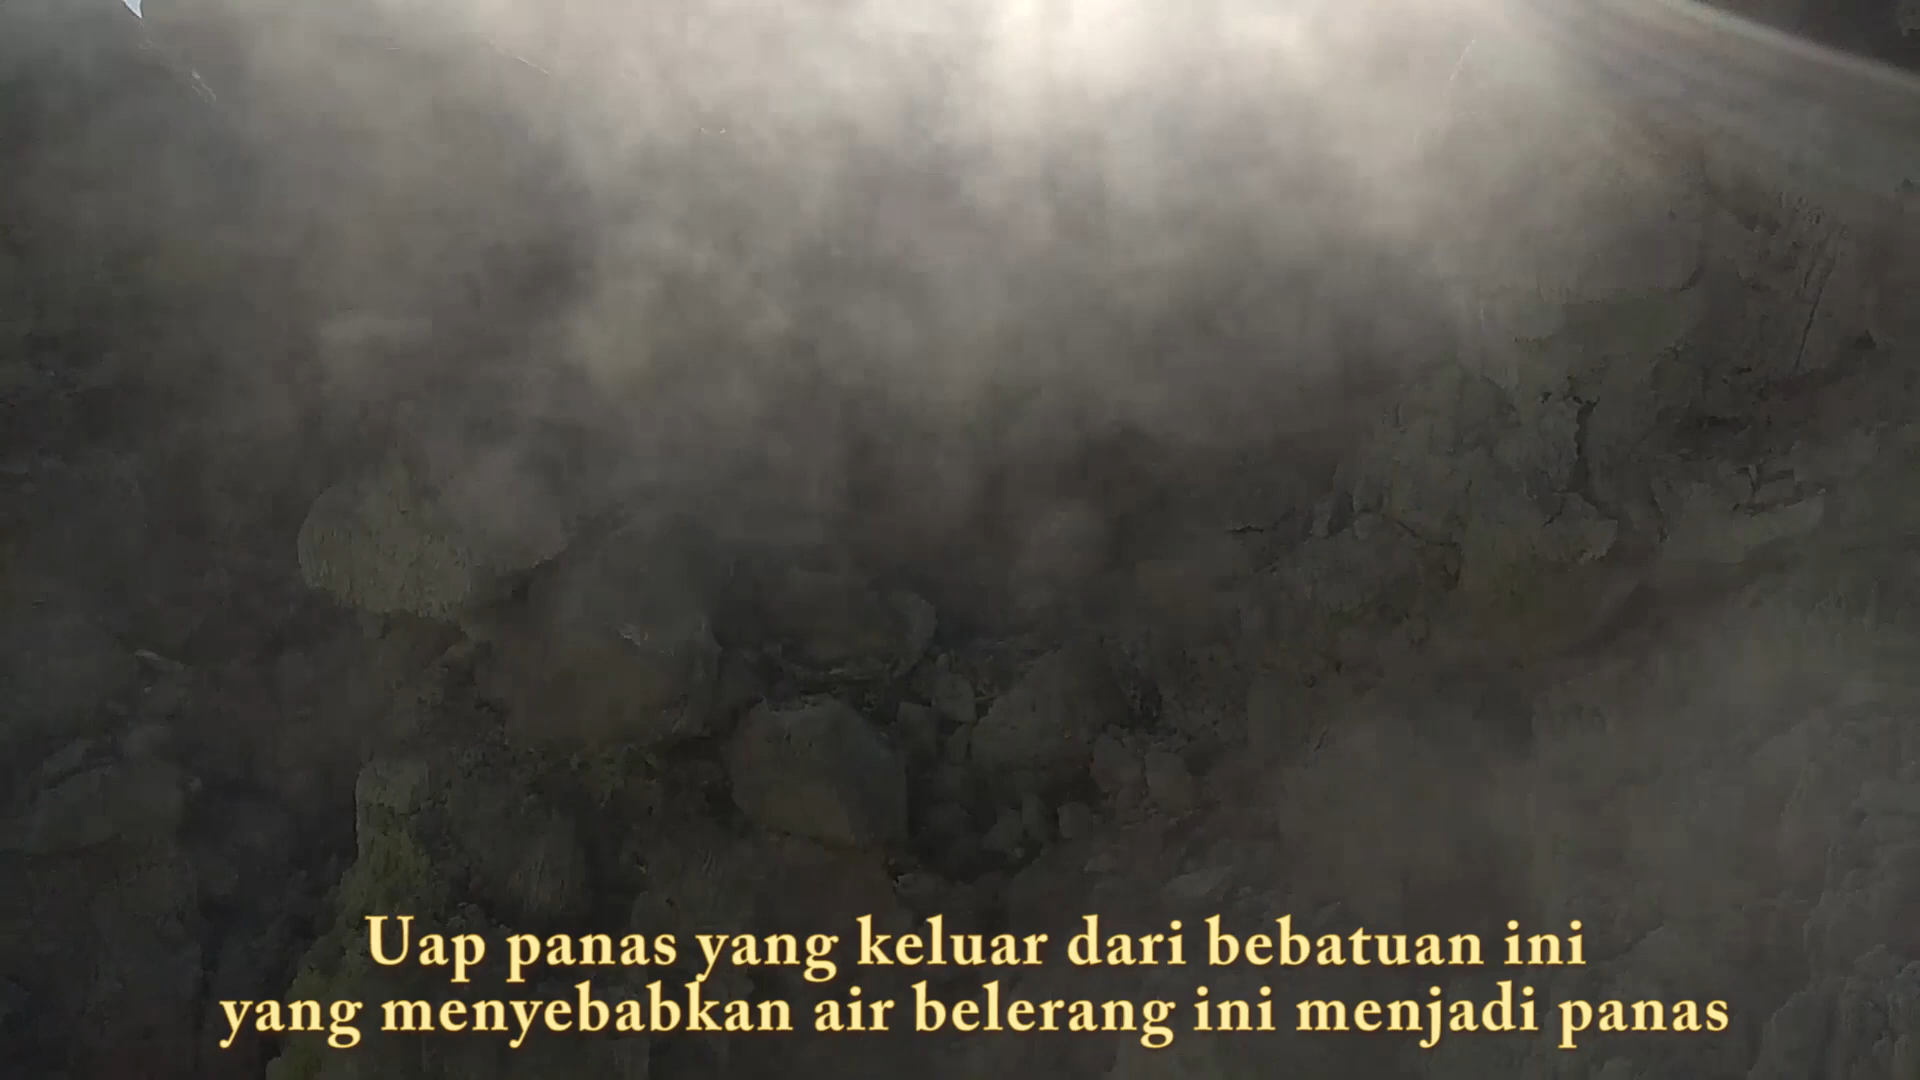 Uap panas yang keluar dari bebatuan ini
yang menyebabkan air belerang ini menjadi panas